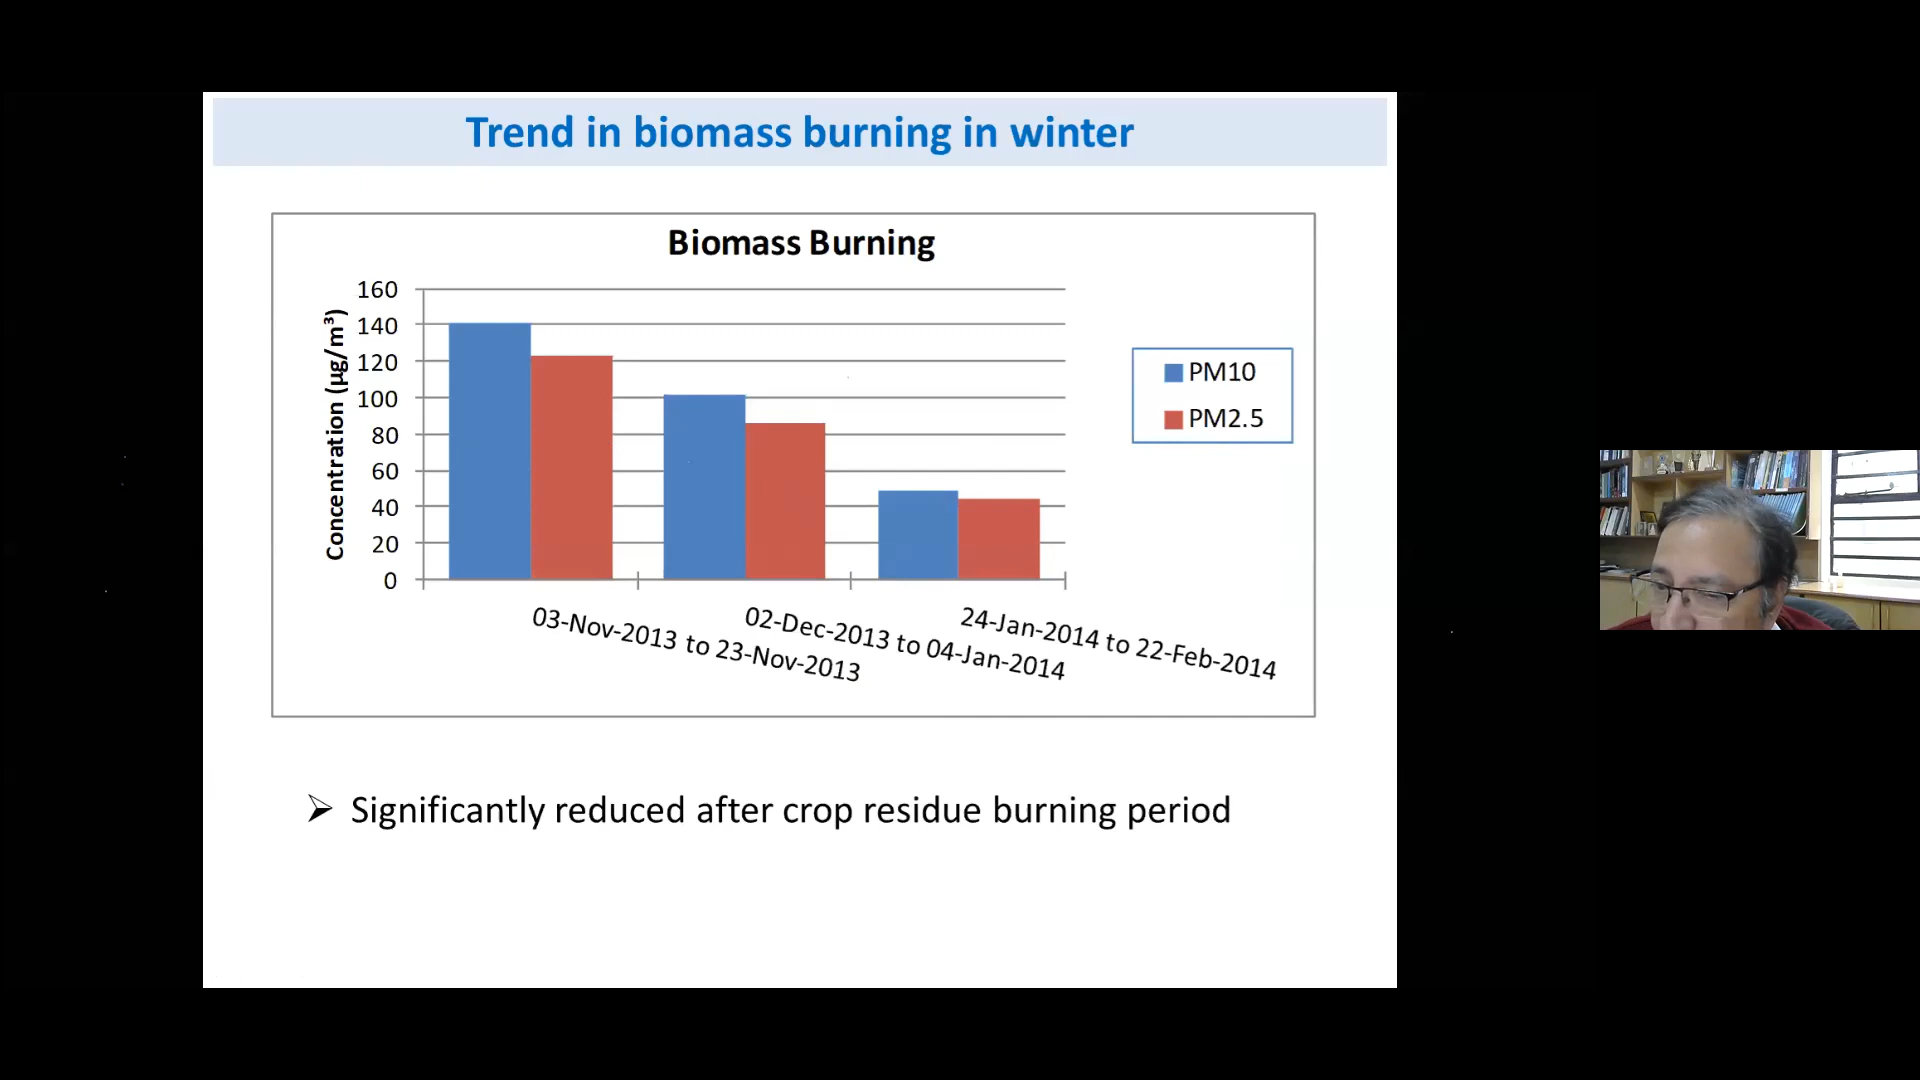 Trend in biomass burning in winter
Biomass Burning
Concentration (µg/m³)
160
140
120
100
80
60
40
20
0
03-Nov-2013 to 23-Nov-2013
02-Dec-2013 to 04-Jan-2014
24-Jan-2014 to 22-Feb-2014
PM10
PM2.5
➢ Significantly reduced after crop residue burning period